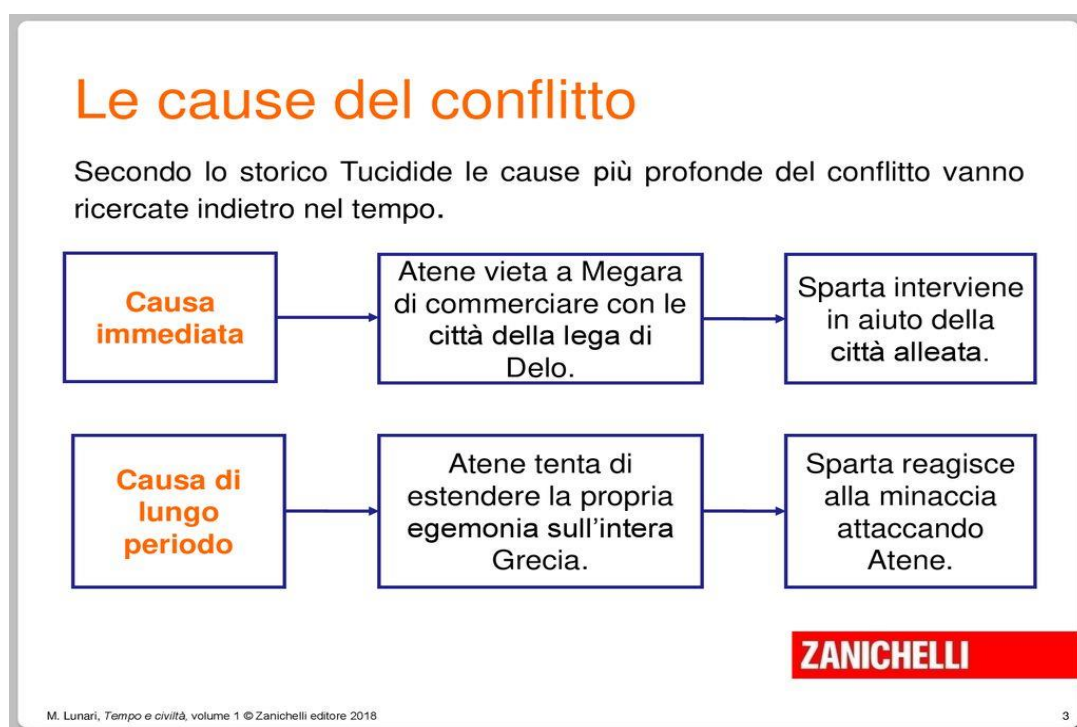 Le cause del conflitto
Secondo lo storico Tucidide le cause più profonde del conflitto vanno
ricercate indietro nel tempo.
Causa
immediata
Atene vieta a Megara
di commerciare con le
città della lega di
Delo.
Sparta interviene
in aiuto della
città alleata.
Causa di
lungo
periodo
Atene tenta di
estendere la propria
egemonia sull'intera
Grecia.
Sparta reagisce
alla minaccia
attaccando
Atene.
ZANICHELLI
M. Lunari, Tempo e civiltà, volume 1 © Zanichelli editore 2018
3